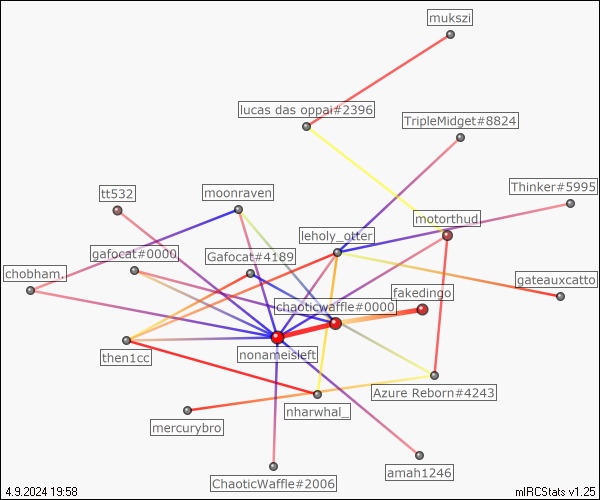 mukszi
lucas das oppai#2396
TripleMidget#8824
Thinker#5995
tt532
moonraven
motorthud
leholy_otter
gafocat#0000
Gafocat#4189
chobham.
gateauxcatto
fakedingo
chaoticwaffle#0000
then1cc
nonameisleft
Azure Reborn#4243
nharwhal_
mercurybro
amah1246
ChaoticWaffle#2006
4.9.2024 19:58
mIRCStats v1.25